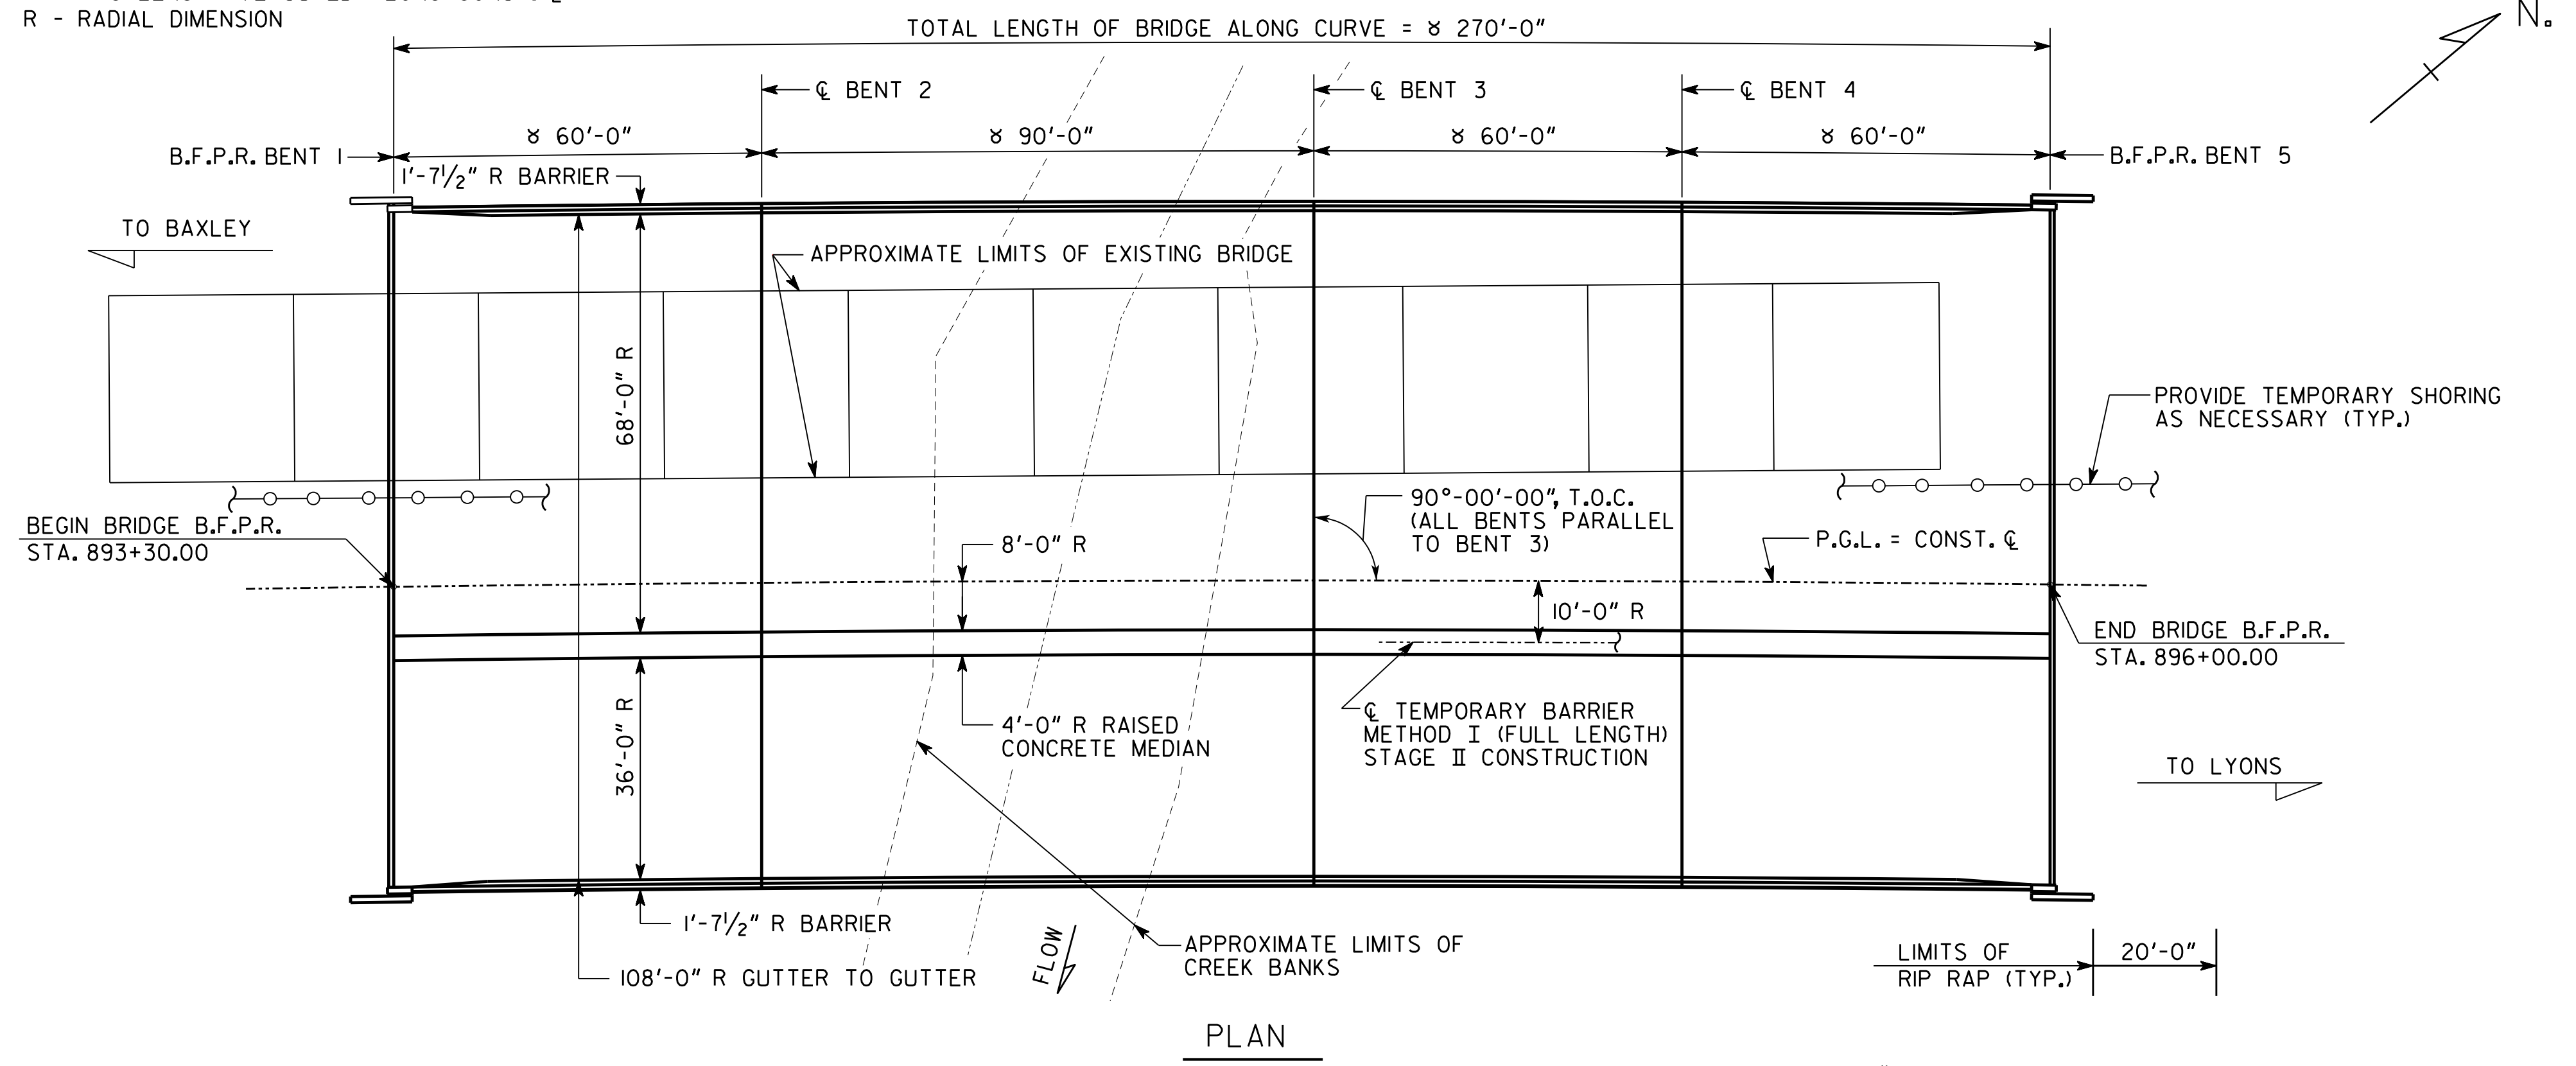 R - RADIAL DIMENSION
N.
TOTAL LENGTH OF BRIDGE ALONG CURVE = ɤ 270'-0"
℄ BENT 2
℄ BENT 3
℄ BENT 4
ɤ 60'-0"
ɤ 90'-0"
ɤ 60'-0"
ɤ 60'-0"
B.F.P.R. BENT 1
B.F.P.R. BENT 5
1'-7½" R BARRIER
TO BAXLEY
APPROXIMATE LIMITS OF EXISTING BRIDGE
68'-0" R
PROVIDE TEMPORARY SHORING
AS NECESSARY (TYP.)
90°-00'-00", T.O.C.
(ALL BENTS PARALLEL
TO BENT 3)
BEGIN BRIDGE B.F.P.R.
STA. 893+30.00
8'-0" R
P.G.L. = CONST. ℄
10'-0" R
END BRIDGE B.F.P.R.
STA. 896+00.00
36'-0" R
4'-0" R RAISED
CONCRETE MEDIAN
℄ TEMPORARY BARRIER
METHOD I (FULL LENGTH)
STAGE II CONSTRUCTION
TO LYONS
1'-7½" R BARRIER
FLOW
APPROXIMATE LIMITS OF
CREEK BANKS
LIMITS OF
RIP RAP (TYP.)
20'-0"
108'-0" R GUTTER TO GUTTER
PLAN